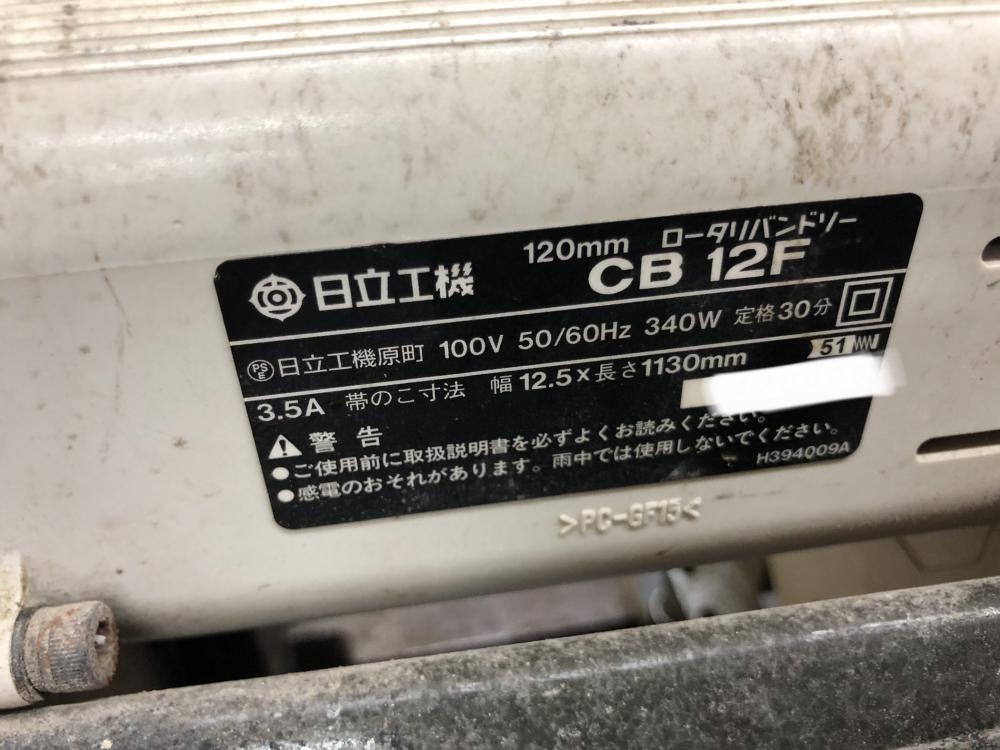 120mm ロータリバンドソー
日立工機 CB 12F
PSE 日立工機原町 100V 50/60Hz 340W 定格30分
3.5A 帯のこ寸法 幅12.5×長さ1130mm 51
警告
●ご使用前に取扱説明書を必ずよくお読みください。
●感電のおそれがあります。雨中では使用しないでください。
H394009A
>PC-GF15<